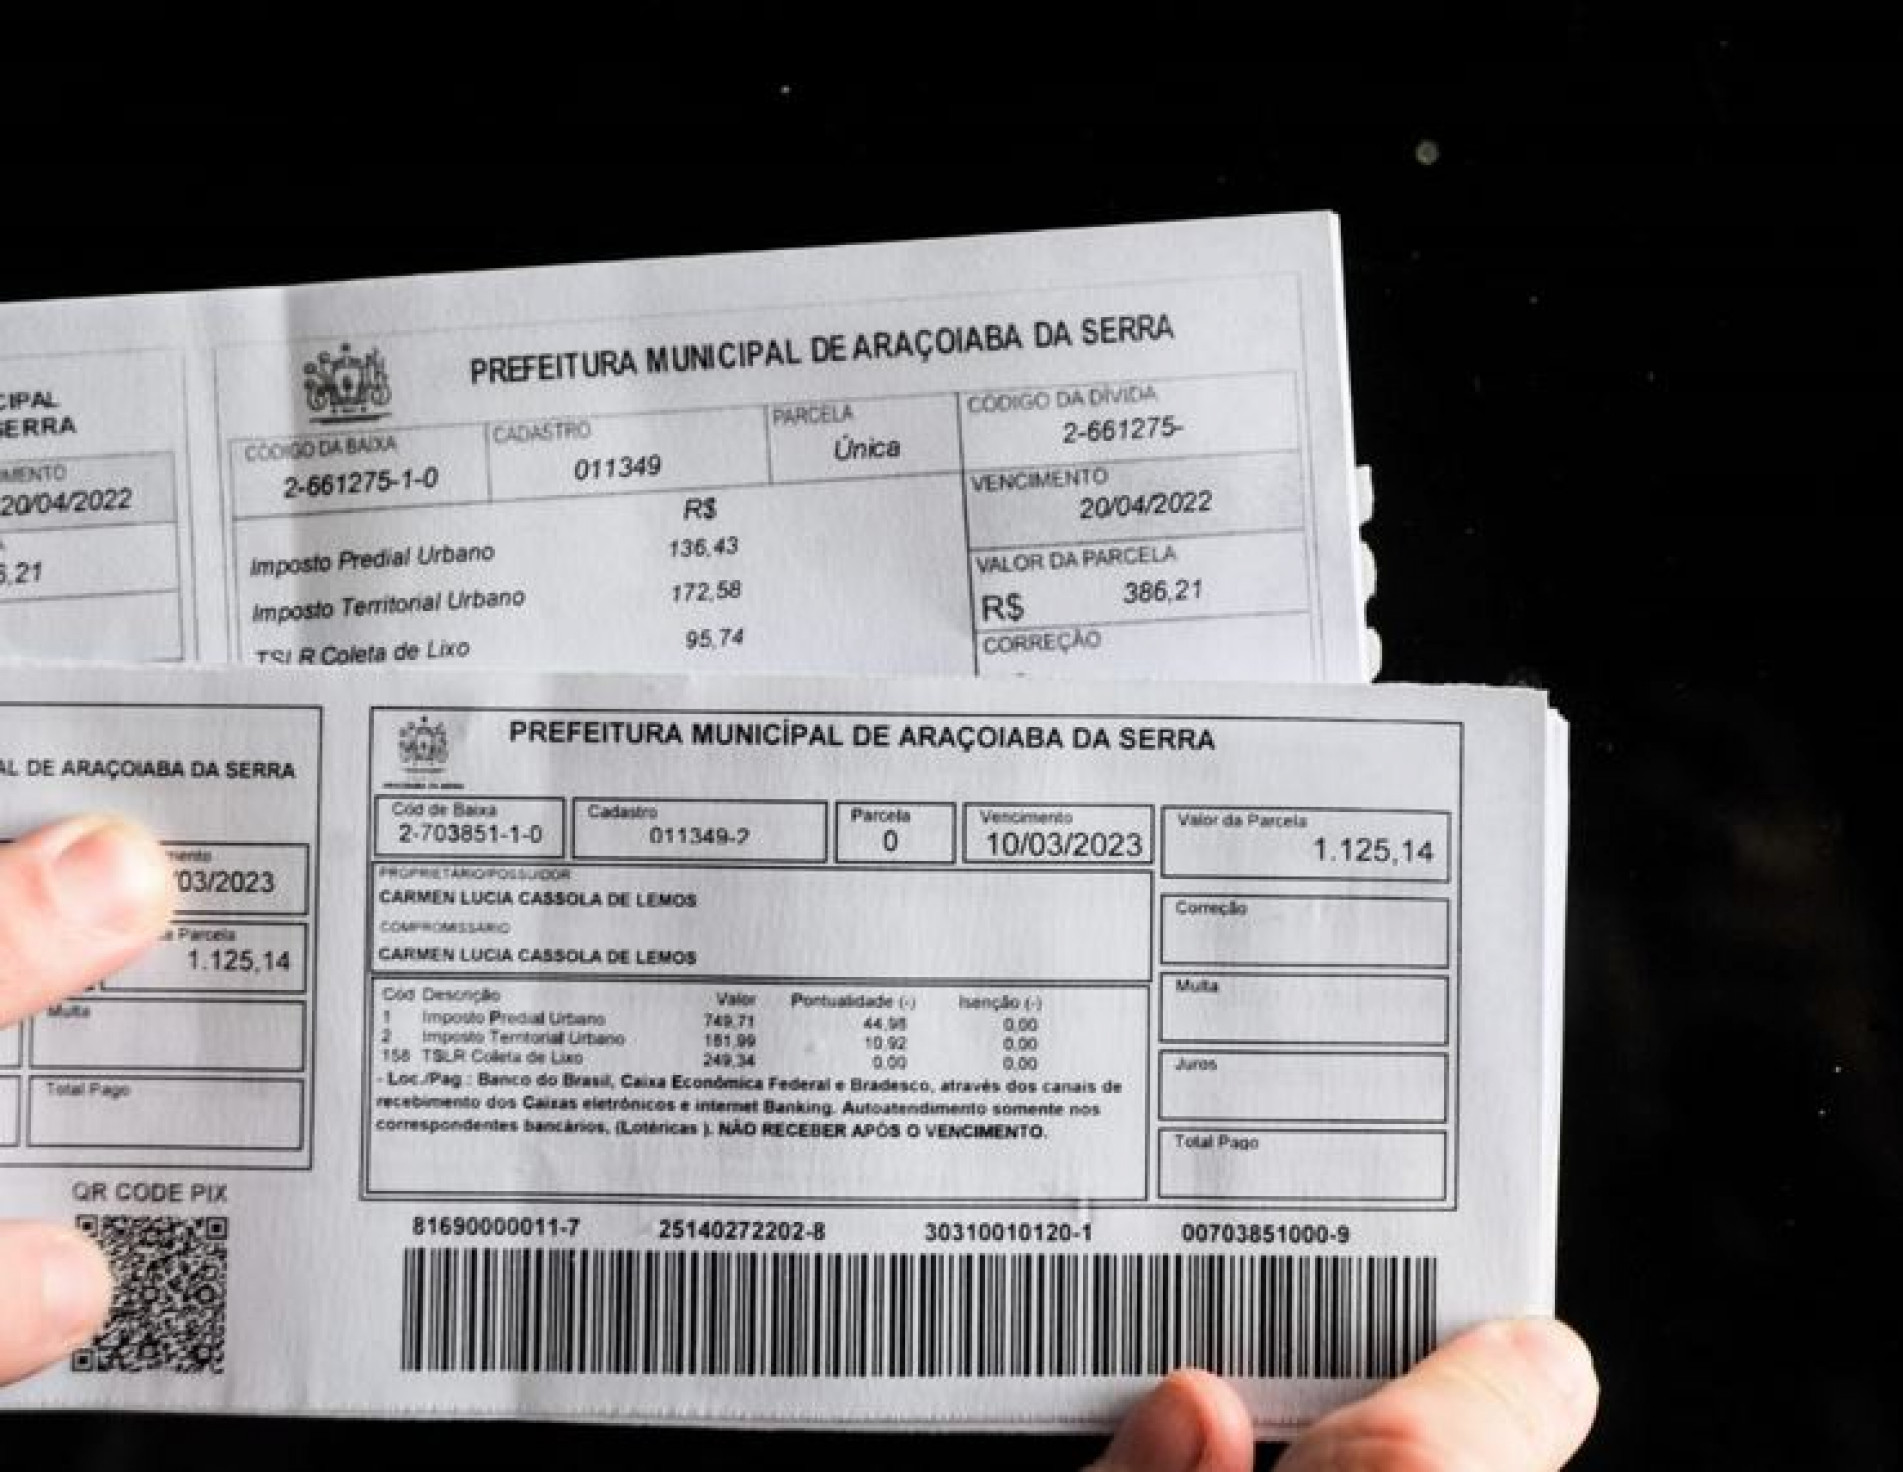 CIPAL
SERRA
20/04/2022
6,21
PREFEITURA MUNICIPAL DE ARAÇOIABA DA SERRA
CÓDIGO DA BAIXA
2-661275-1-0
CADASTRO
011349
PARCELA
Única
CÓDIGO DA DÍVIDA
2-661275-
VENCIMENTO
20/04/2022
R$
Imposto Predial Urbano 136,43
Imposto Territorial Urbano 172,58
TSLR Coleta de Lixo 95,74
VALOR DA PARCELA
R$ 386,21
CORREÇÃO
AL DE ARAÇOIABA DA SERRA
mento
/03/2023
a Parcela
1.125,14
Multa
Total Pago
QR CODE PIX
PREFEITURA MUNICÍPAL DE ARAÇOIABA DA SERRA
Cód de Baixa
2-703851-1-0
Cadastro
011349-2
Parcela
0
Vencimento
10/03/2023
Valor da Parcela
1.125,14
PROPRIETÁRIO/POSSUIDOR
CARMEN LUCIA CASSOLA DE LEMOS
COMPROMISSÁRIO
CARMEN LUCIA CASSOLA DE LEMOS
Correção
Multa
Juros
Total Pago
Cód Descrição Valor Pontualidade (-) Isenção (-)
1 Imposto Predial Urbano 749,71 44,98 0,00
2 Imposto Territorial Urbano 181,99 10,92 0,00
158 TSLR Coleta de Lixo 249,34 0,00 0,00
- Loc./Pag.: Banco do Brasil, Caixa Econômica Federal e Bradesco, através dos canais de
recebimento dos Caixas eletrônicos e internet Banking. Autoatendimento somente nos
correspondentes bancários, (Lotéricas ). NÃO RECEBER APÓS O VENCIMENTO.
81690000011-7 25140272202-8 30310010120-1 00703851000-9